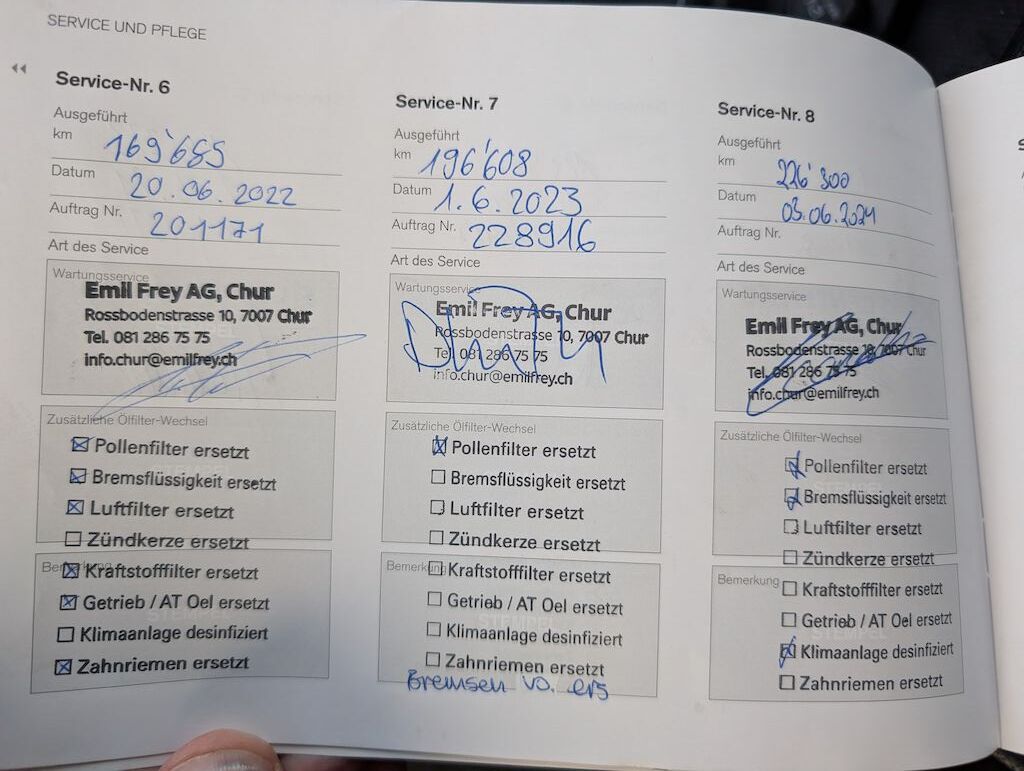 SERVICE UND PFLEGE
Service-Nr. 6
Ausgeführt
km 169'655
Datum 20.06.2022
Auftrag Nr. 201171
Art des Service
Wartungsservice
Emil Frey AG, Chur
Rossbodenstrasse 10, 7007 Chur
Tel. 081 286 75 75
info.chur@emilfrey.ch
Zusätzliche Ölfilter-Wechsel
☒ Pollenfilter ersetzt
☒ Bremsflüssigkeit ersetzt
☒ Luftfilter ersetzt
☐ Zündkerze ersetzt
☒ Kraftstofffilter ersetzt
☒ Getrieb / AT Oel ersetzt
☐ Klimaanlage desinfiziert
☒ Zahnriemen ersetzt
Service-Nr. 7
Ausgeführt
km 196'608
Datum 1.6.2023
Auftrag Nr. 228916
Art des Service
Wartungsservice
Emil Frey AG, Chur
Rossbodenstrasse 10, 7007 Chur
Tel. 081 286 75 75
info.chur@emilfrey.ch
Zusätzliche Ölfilter-Wechsel
☒ Pollenfilter ersetzt
☐ Bremsflüssigkeit ersetzt
☐ Luftfilter ersetzt
☐ Zündkerze ersetzt
Bemerkung
☐ Kraftstofffilter ersetzt
☐ Getrieb / AT Oel ersetzt
☐ Klimaanlage desinfiziert
☐ Zahnriemen ersetzt
Bremsen vo. ers
Service-Nr. 8
Ausgeführt
km 226'300
Datum 03.06.2024
Auftrag Nr.
Art des Service
Wartungsservice
Emil Frey AG, Chur
Rossbodenstrasse 10, 7007 Chur
Tel. 081 286 75 75
info.chur@emilfrey.ch
Zusätzliche Ölfilter-Wechsel
☒ Pollenfilter ersetzt
STEMPEL
☒ Bremsflüssigkeit ersetzt
☐ Luftfilter ersetzt
☐ Zündkerze ersetzt
Bemerkung
☐ Kraftstofffilter ersetzt
☐ Getrieb / AT Oel ersetzt
STEMPEL
☒ Klimaanlage desinfiziert
☐ Zahnriemen ersetzt